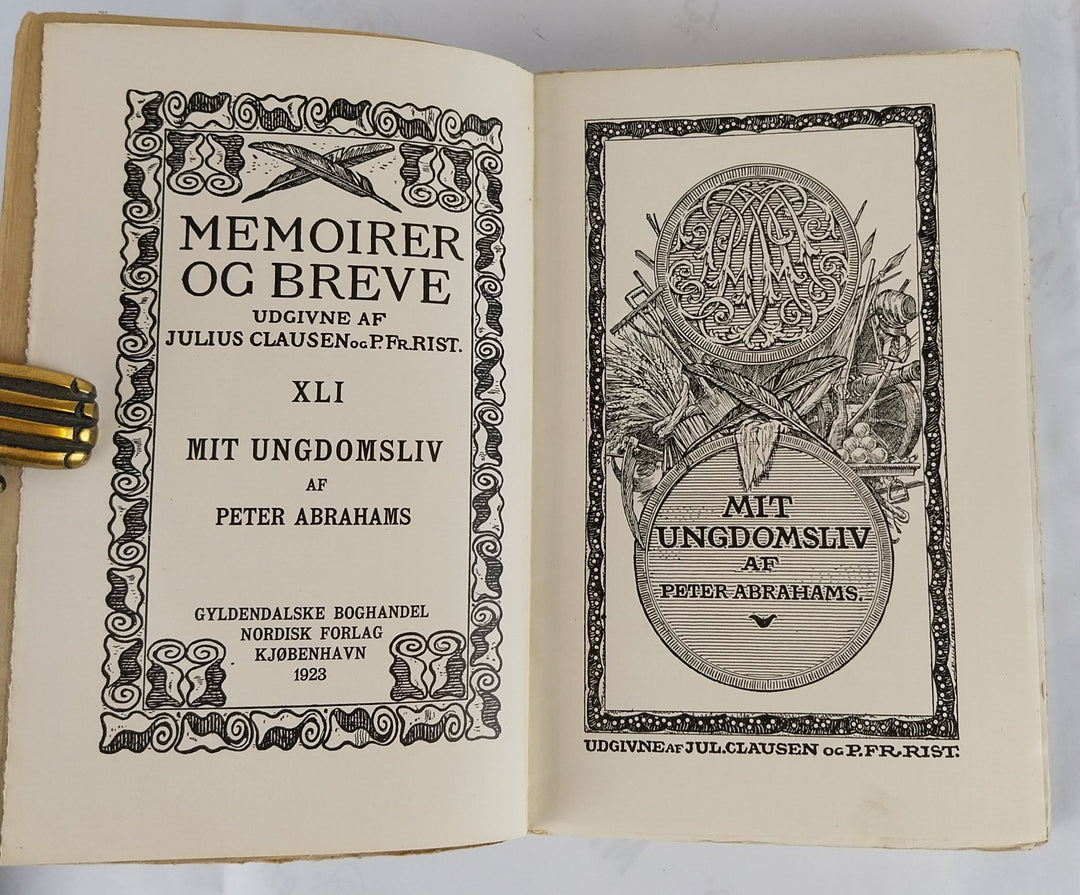 MEMOIRER
OG BREVE
UDGIVNE AF
JULIUS CLAUSEN OG P. FR. RIST.
XLI
MIT UNGDOMSLIV
AF
PETER ABRAHAMS
GYLDENDALSKE BOGHANDEL
NORDISK FORLAG
KJØBENHAVN
1923
MIT
UNGDOMSLIV
AF
PETER ABRAHAMS.
UDGIVNE AF JUL. CLAUSEN OG P. FR. RIST.